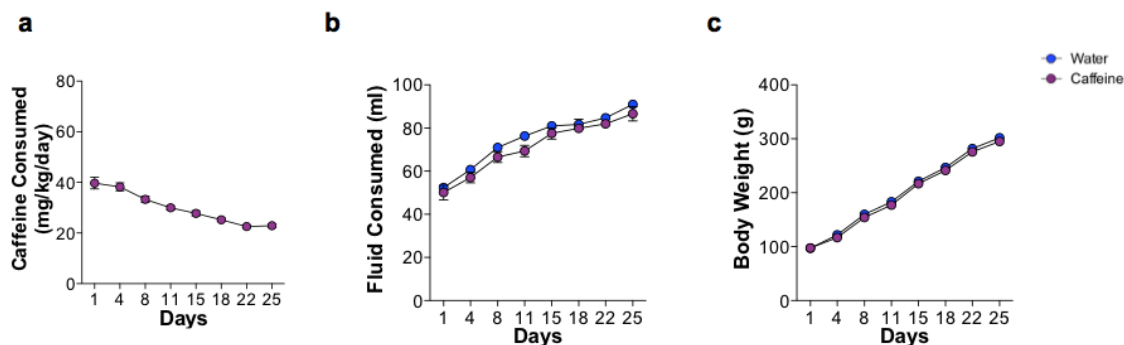 a
b
c
Water
Caffeine
Caffeine Consumed
(mg/kg/day)
80
60
40
20
0
1 4 8 11 15 18 22 25
Days
Fluid Consumed (ml)
100
80
60
40
20
0
1 4 8 11 15 18 22 25
Days
Body Weight (g)
400
300
200
100
0
1 4 8 11 15 18 22 25
Days